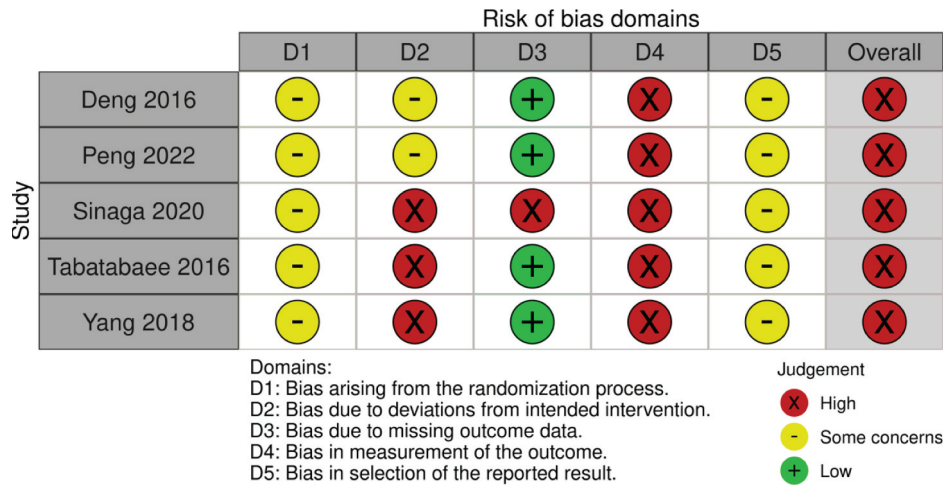 Risk of bias domains
D1 D2 D3 D4 D5 Overall
Study
Deng 2016 - - + X - X
Peng 2022 - - + X - X
Sinaga 2020 - X X X - X
Tabatabaee 2016 - X + X - X
Yang 2018 - X + X - X
Domains:
D1: Bias arising from the randomization process.
D2: Bias due to deviations from intended intervention.
D3: Bias due to missing outcome data.
D4: Bias in measurement of the outcome.
D5: Bias in selection of the reported result.
Judgement
X High
- Some concerns
+ Low